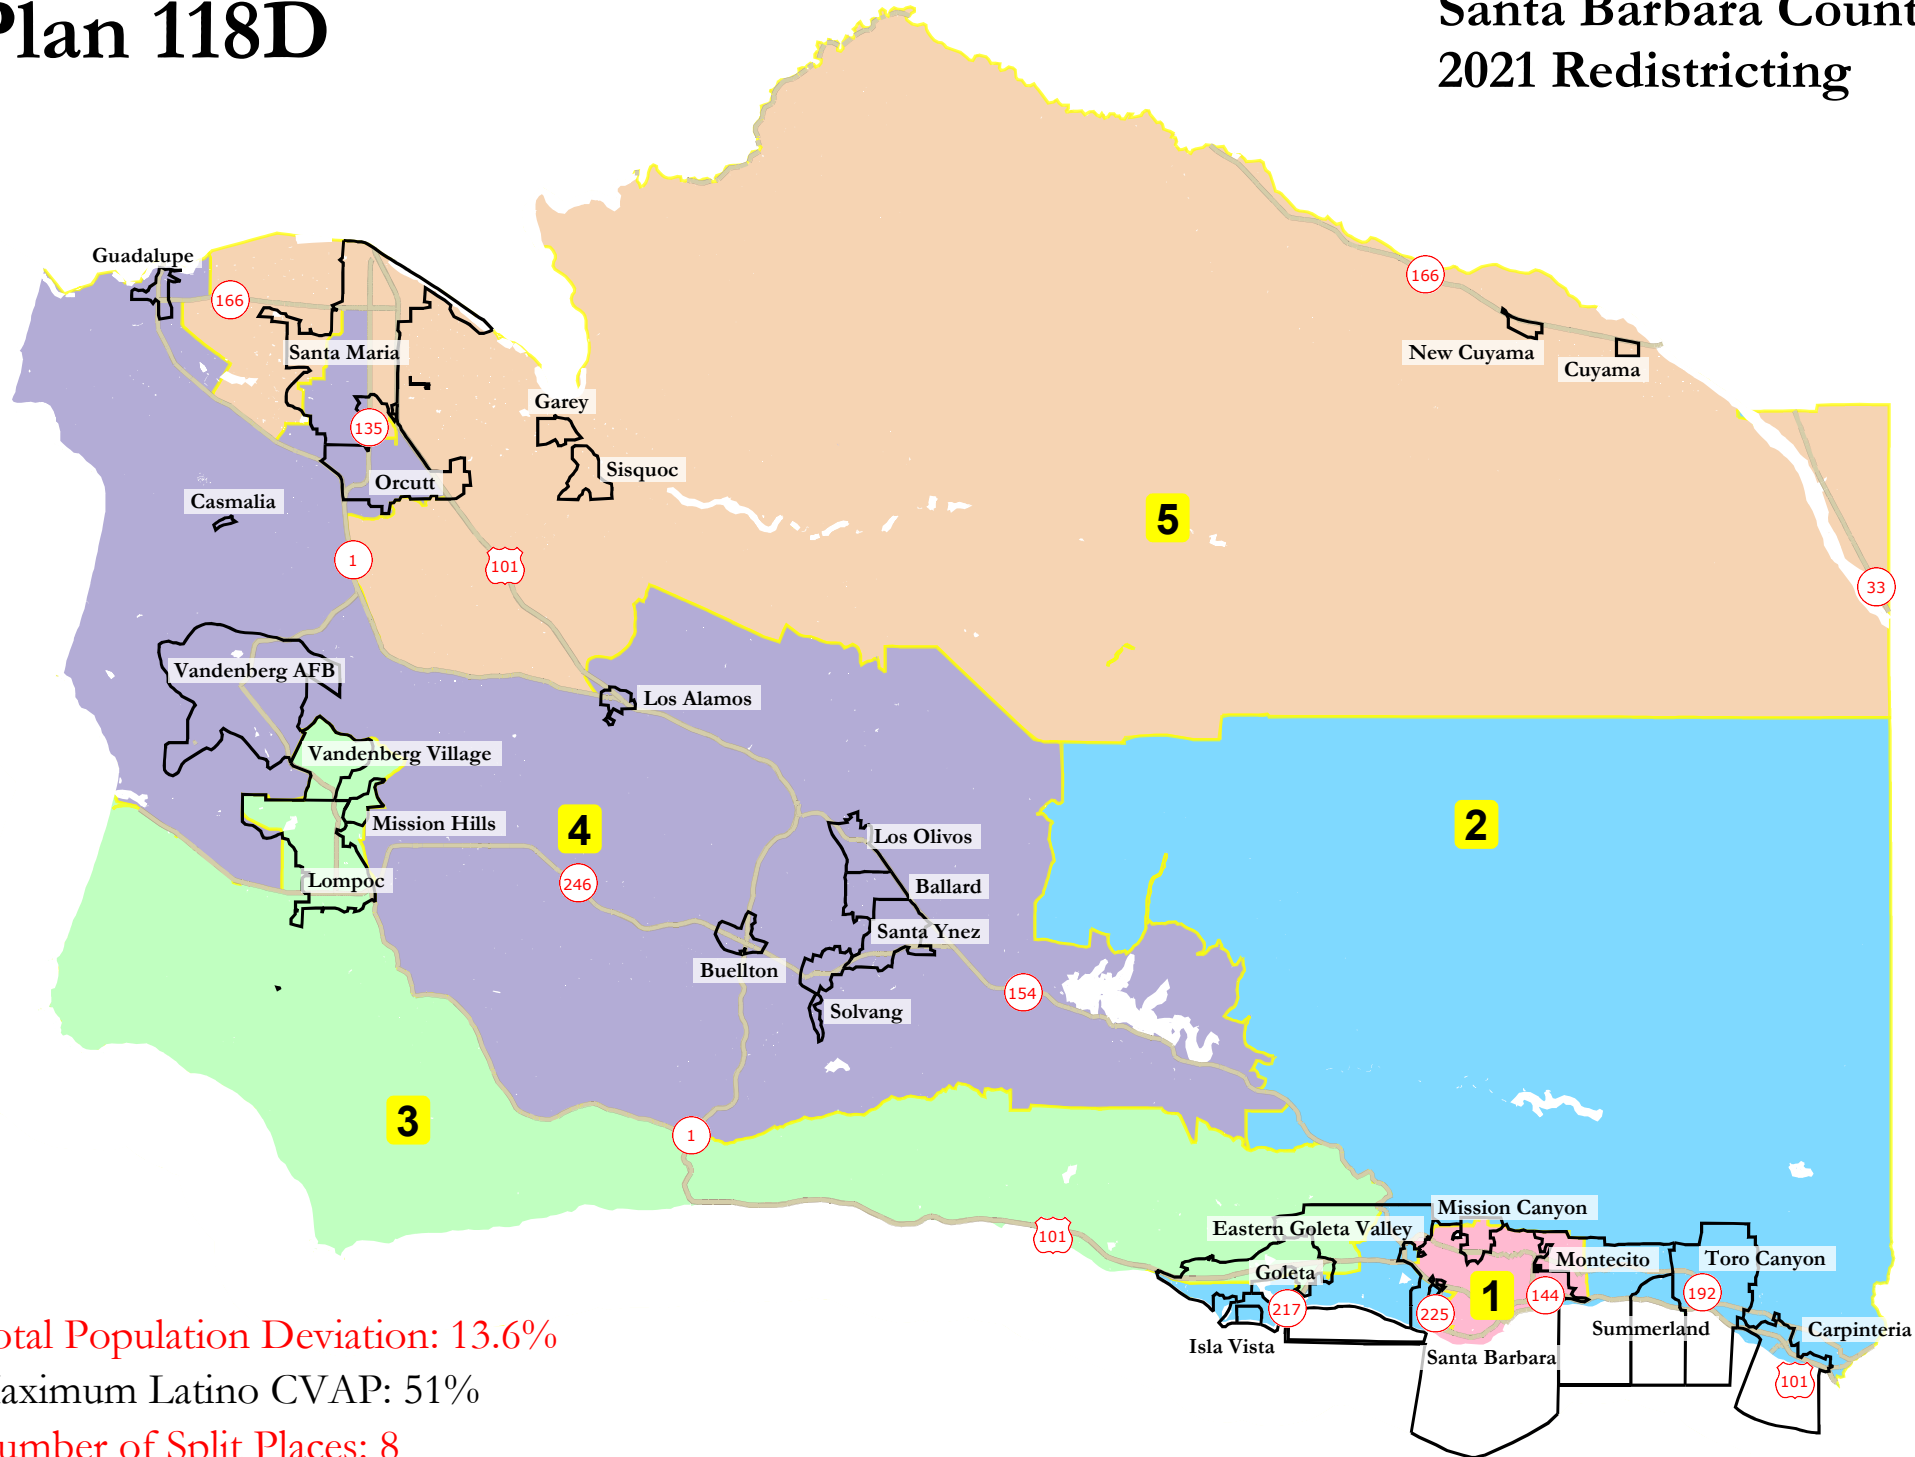 Plan 118D
Santa Barbara Count
2021 Redistricting
Guadalupe
166
166
Santa Maria
New Cuyama
Cuyama
Garey
135
Sisquoc
Orcutt
Casmalia
5
1
101
33
Vandenberg AFB
Los Alamos
Vandenberg Village
Mission Hills
4
2
Los Olivos
246
Lompoc
Ballard
Santa Ynez
Buellton
154
Solvang
3
1
Mission Canyon
Eastern Goleta Valley
101
Montecito
Toro Canyon
Goleta
1
144
192
217
225
Summerland
Carpinteria
Isla Vista
Santa Barbara
101
otal Population Deviation: 13.6%
aximum Latino CVAP: 51%
umber of Split Places: 8